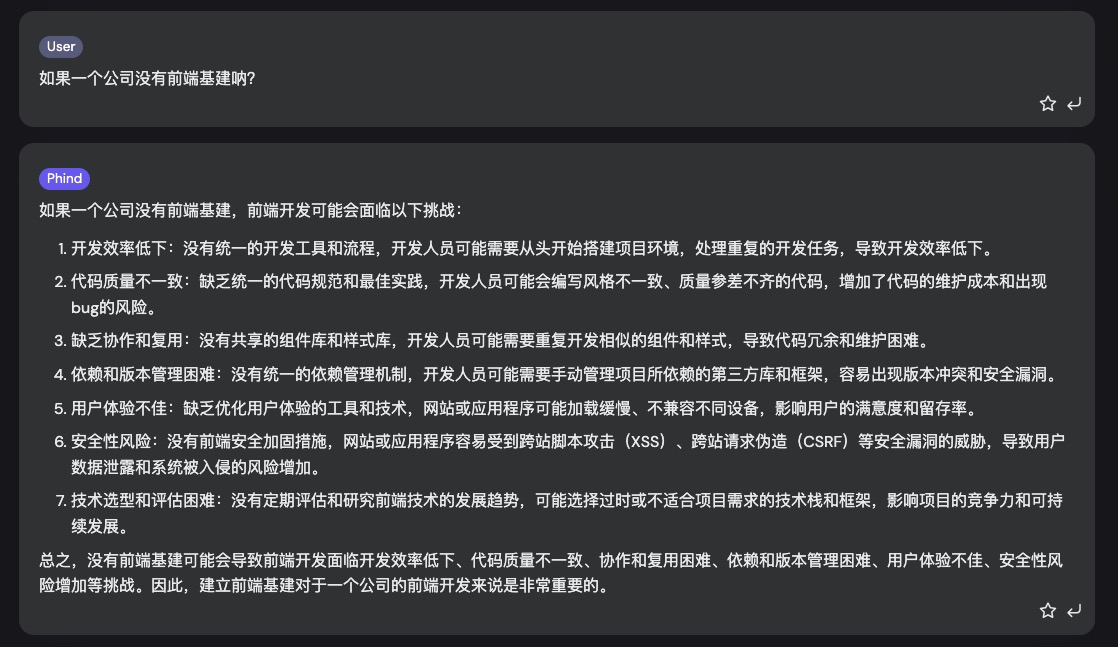 User
如果一个公司没有前端基建呐?
Phind
如果一个公司没有前端基建，前端开发可能会面临以下挑战：
1. 开发效率低下：没有统一的开发工具和流程，开发人员可能需要从头开始搭建项目环境，处理重复的开发任务，导致开发效率低下。
2. 代码质量不一致：缺乏统一的代码规范和最佳实践，开发人员可能会编写风格不一致、质量参差不齐的代码，增加了代码的维护成本和出现
bug的风险。
3. 缺乏协作和复用：没有共享的组件库和样式库，开发人员可能需要重复开发相似的组件和样式，导致代码冗余和维护困难。
4. 依赖和版本管理困难：没有统一的依赖管理机制，开发人员可能需要手动管理项目所依赖的第三方库和框架，容易出现版本冲突和安全漏洞。
5. 用户体验不佳：缺乏优化用户体验的工具和技术，网站或应用程序可能加载缓慢、不兼容不同设备，影响用户的满意度和留存率。
6. 安全性风险：没有前端安全加固措施，网站或应用程序容易受到跨站脚本攻击（XSS）、跨站请求伪造（CSRF）等安全漏洞的威胁，导致用户
数据泄露和系统被入侵的风险增加。
7. 技术选型和评估困难：没有定期评估和研究前端技术的发展趋势，可能选择过时或不适合项目需求的技术栈和框架，影响项目的竞争力和可持
续发展。
总之，没有前端基建可能会导致前端开发面临开发效率低下、代码质量不一致、协作和复用困难、依赖和版本管理困难、用户体验不佳、安全性风
险增加等挑战。因此，建立前端基建对于一个公司的前端开发来说是非常重要的。